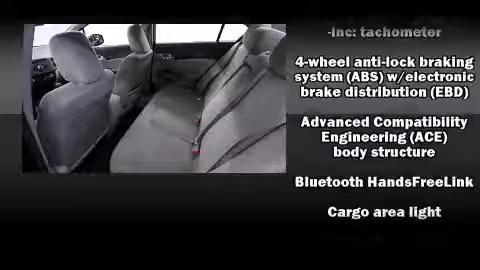 -inc: tachometer
4-wheel anti-lock braking
system (ABS) w/electronic
brake distribution (EBD)
Advanced Compatibility
Engineering (ACE)
body structure
Bluetooth HandsFreeLink
Cargo area light